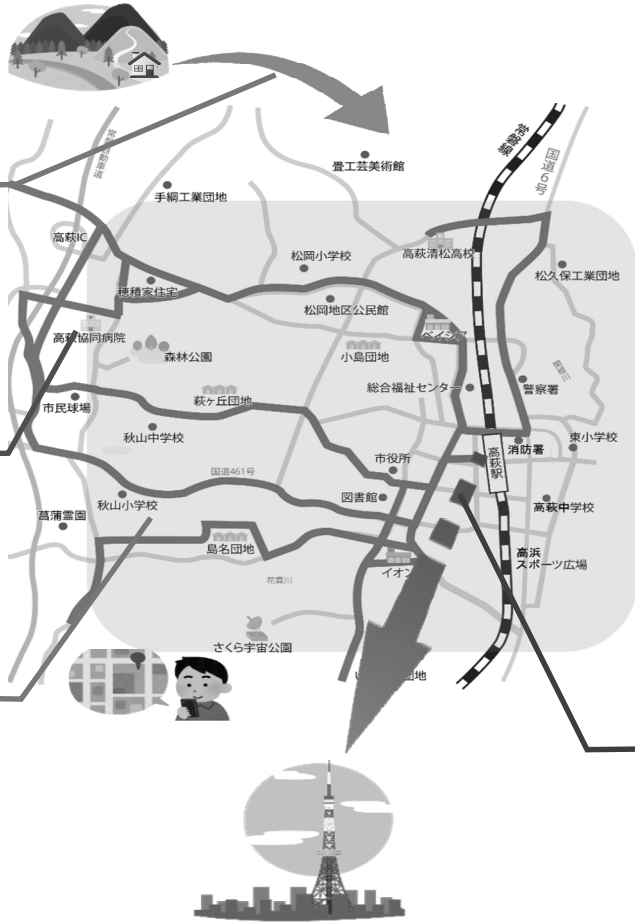 常磐線
国道6号
畳工芸美術館
手綱工業団地
高萩IC
高萩清松高校
松岡小学校
松久保工業団地
穂積家住宅
松岡地区公民館
高萩協同病院
ベイシア
森林公園
小島団地
関根川
総合福祉センター
警察署
萩ヶ丘団地
市民球場
秋山中学校
東小学校
消防署
高萩駅
市役所
国道461号
図書館
秋山小学校
高萩中学校
菖蒲霊園
島名団地
高浜
スポーツ広場
イオン
花貫川
さくら宇宙公園
団地